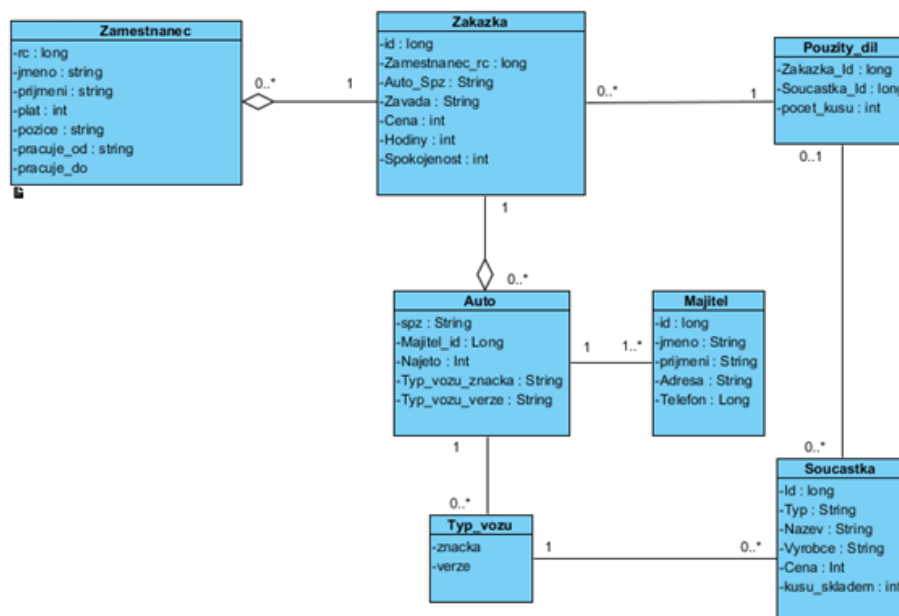 Zamestnanec
-rc : long
-jmeno : string
-prijmeni : string
-plat : int
-pozice : string
-pracuje_od : string
-pracuje_do
0..*
1
Zakazka
-id : long
-Zamestnanec_rc : long
-Auto_Spz : String
-Zavada : String
-Cena : int
-Hodiny : int
-Spokojenost : int
0..*
1
Pouzity_dil
-Zakazka_Id : long
-Soucastka_Id : long
-pocet_kusu : int
0..1
1
0..*
Auto
-spz : String
-Majitel_id : Long
-Najeto : Int
-Typ_vozu_znacka : String
-Typ_vozu_verze : String
1
1..*
Majitel
-id : long
-jmeno : String
-prijmeni : String
-Adresa : String
-Telefon : Long
1
0..*
0..*
Typ_vozu
-znacka
-verze
1
0..*
Soucastka
-Id : long
-Typ : String
-Nazev : String
-Vyrobce : String
-Cena : Int
-kusu_skladem : int